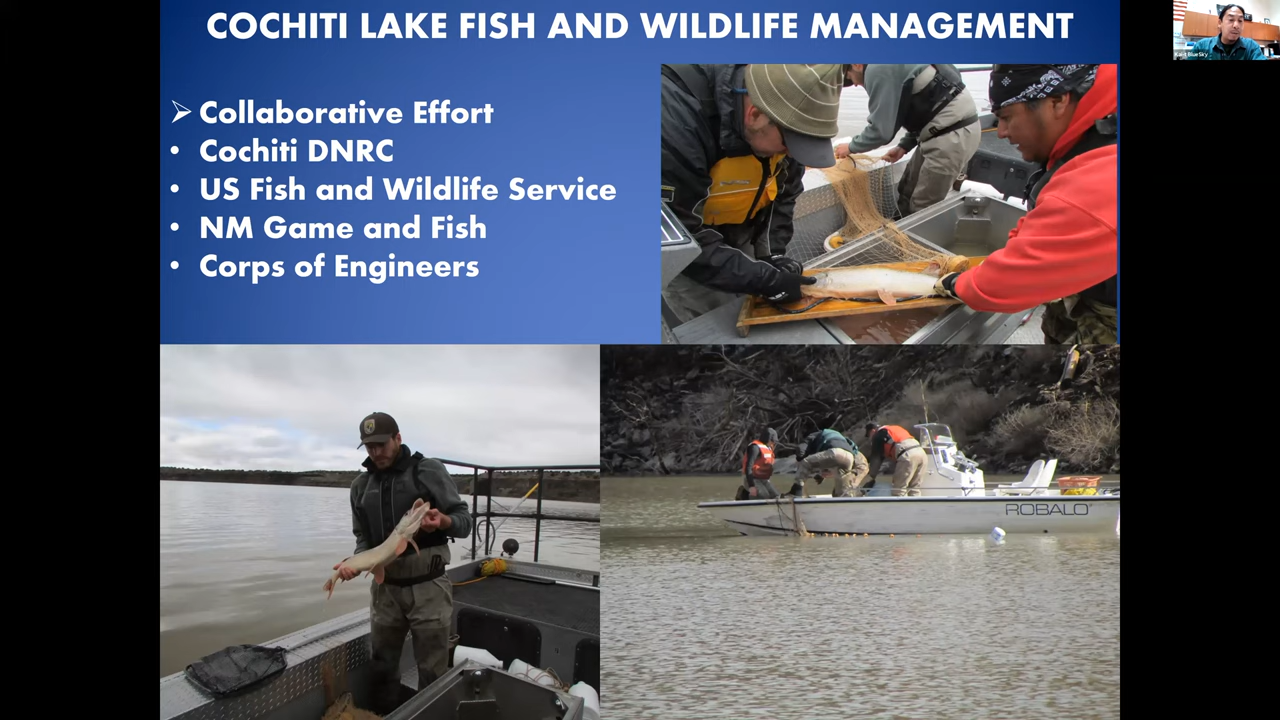 COCHITI LAKE FISH AND WILDLIFE MANAGEMENT
Collaborative Effort
Cochiti DNRC
US Fish and Wildlife Service
NM Game and Fish
Corps of Engineers
ROBALO